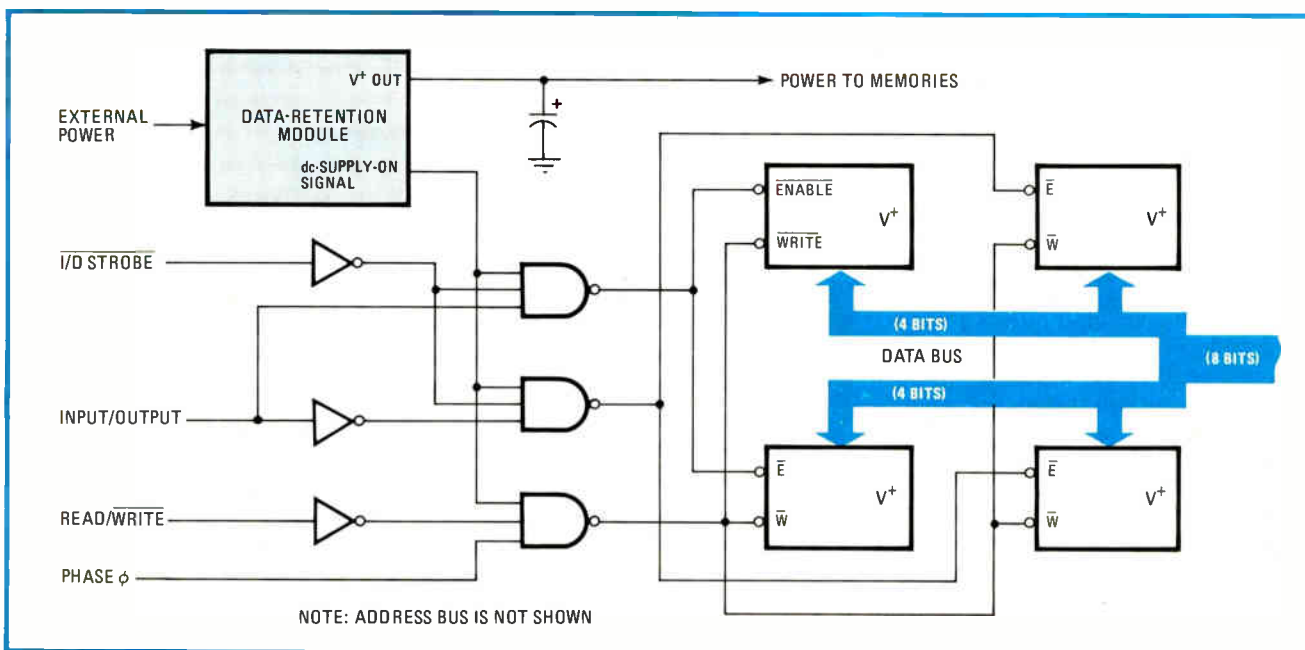 V+ OUT
EXTERNAL
POWER
DATA-RETENTION
MODULE
dc-SUPPLY-ON
SIGNAL
+
POWER TO MEMORIES
I/D STROBE
INPUT/OUTPUT
READ/WRITE
PHASE ϕ
ENABLE
WRITE
V+
E
W
V+
(4 BITS)
DATA BUS
(8 BITS)
(4 BITS)
E
W
V+
E
W
V+
NOTE: ADDRESS BUS IS NOT SHOWN